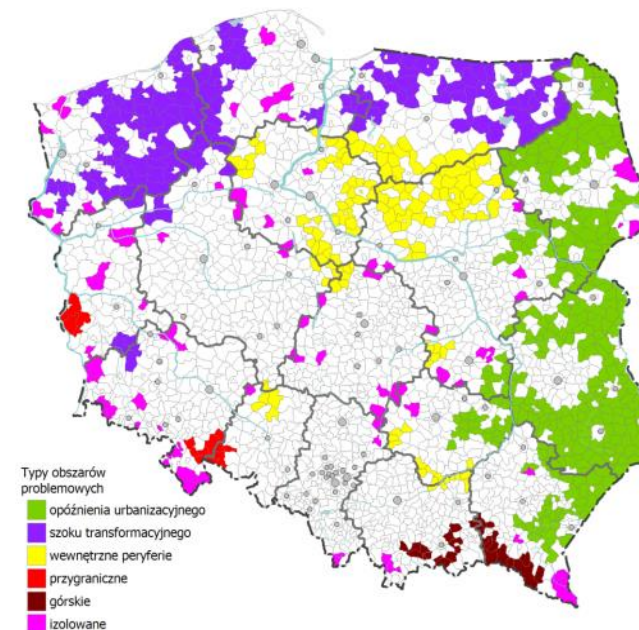 Typy obszarów
problemowych
opóźnienia urbanizacyjnego
szoku transformacyjnego
wewnętrzne peryferie
przygraniczne
górskie
izolowane